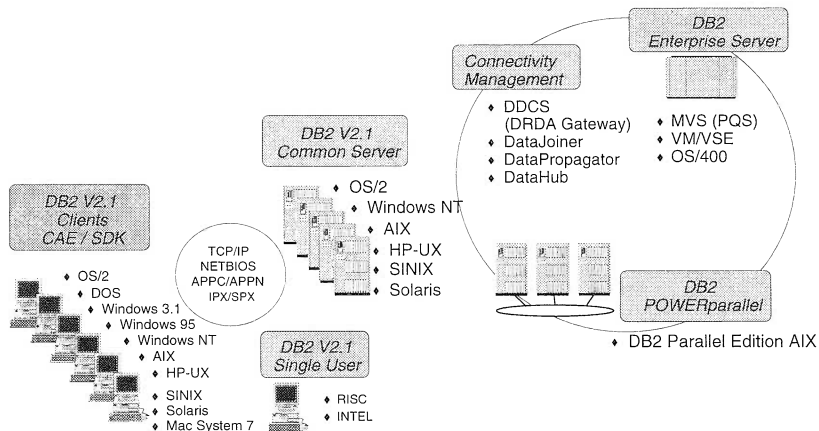 DB2
Enterprise Server
♦ MVS (PQS)
♦ VM/VSE
♦ OS/400
Connectivity
Management
♦ DDCS
(DRDA Gateway)
♦ DataJoiner
♦ DataPropagator
♦ DataHub
DB2 V2.1
Common Server
♦ OS/2
♦ Windows NT
♦ AIX
♦ HP-UX
♦ SINIX
♦ Solaris
DB2 V2.1
Clients
CAE / SDK
♦ OS/2
♦ DOS
♦ Windows 3.1
♦ Windows 95
♦ Windows NT
♦ AIX
♦ HP-UX
♦ SINIX
♦ Solaris
♦ Mac System 7
TCP/IP
NETBIOS
APPC/APPN
IPX/SPX
DB2 V2.1
Single User
♦ RISC
♦ INTEL
DB2
POWERparallel
♦ DB2 Parallel Edition AIX